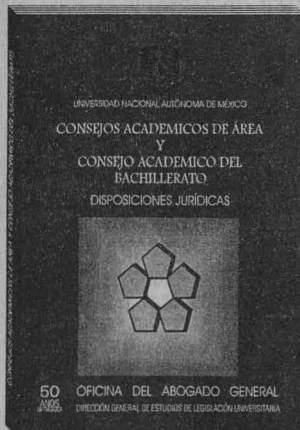 UNIVERSIDAD NACIONAL AUTÓNOMA DE MÉXICO
CONSEJOS ACADEMICOS DE ÁREA
Y
CONSEJO ACADEMICO DEL
BACHILLERATO
DISPOSICIONES JURÍDICAS
50
AÑOS
OFICINA DEL ABOGADO GENERAL
DIRECCIÓN GENERAL DE ESTUDIOS DE LEGISLACIÓN UNIVERSITARIA